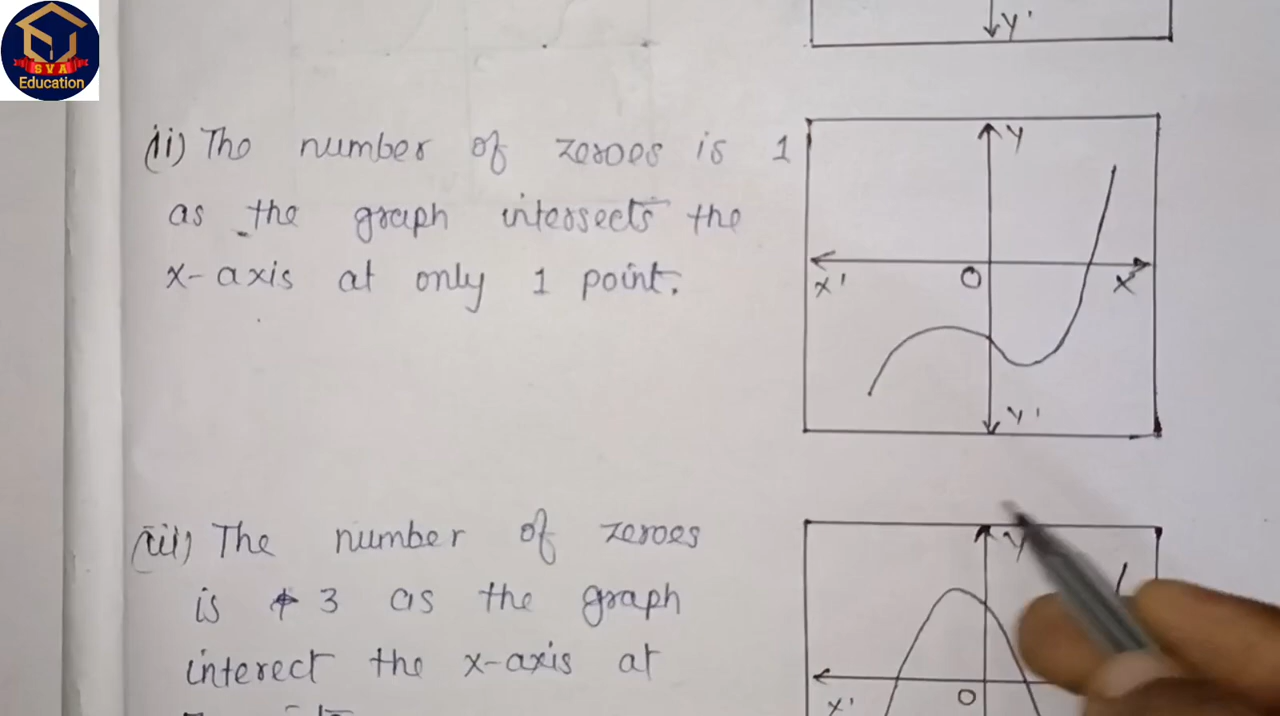 SVA
Education
Y'
(ii) The number of zeroes is 1
as the graph intersects the
x-axis at only 1 point.
Y
X' O X
Y'
(iii) The number of zeroes
is 3 as the graph
interect the x-axis at
Y
X' O